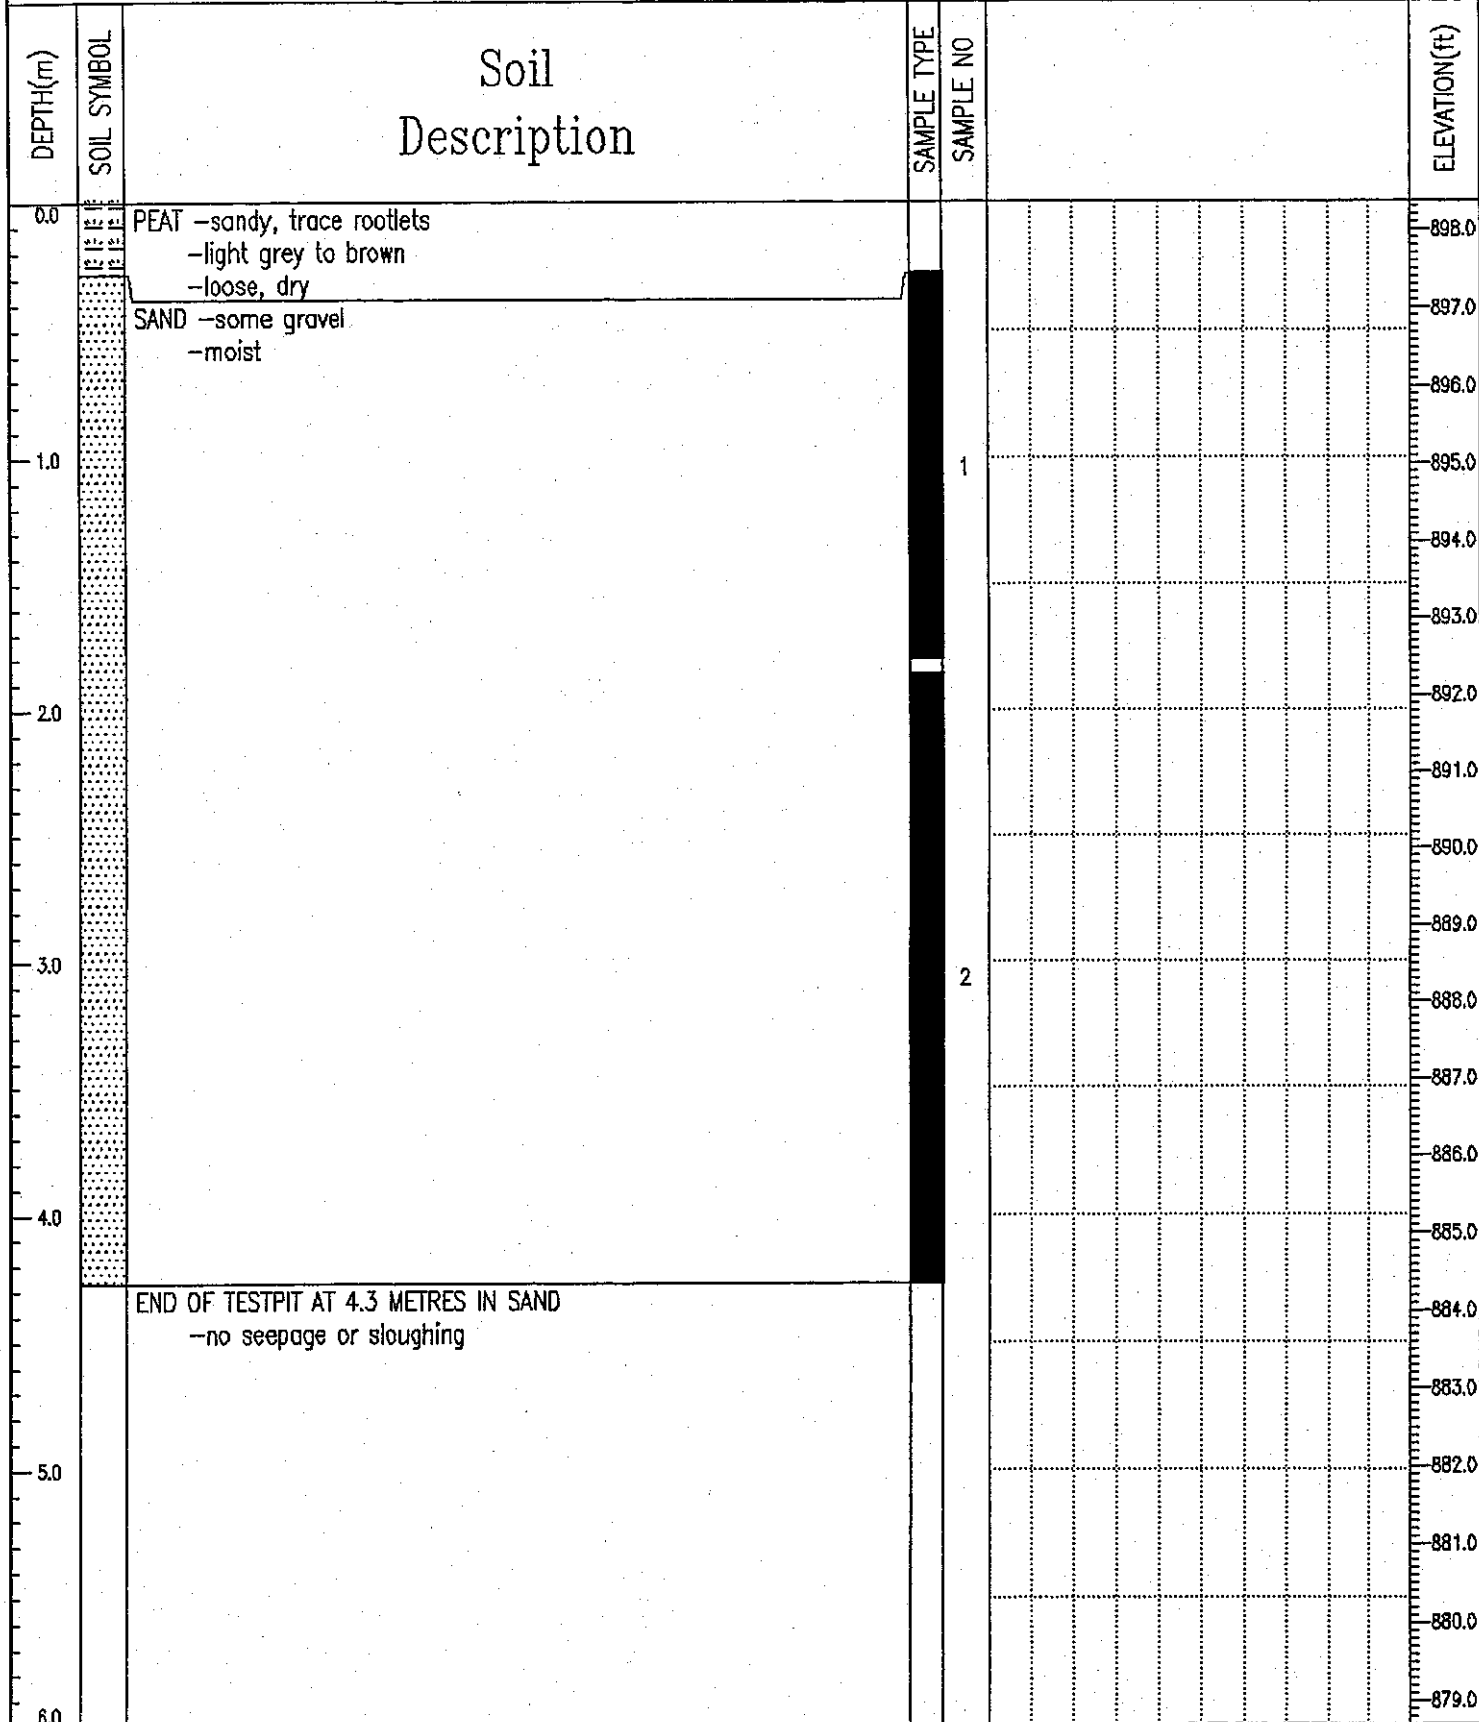 DEPTH(m)
SOIL SYMBOL
Soil
Description
SAMPLE TYPE
SAMPLE NO
ELEVATION(ft)
0.0
PEAT -sandy, trace rootlets
-light grey to brown
-loose, dry
SAND -some gravel
-moist
1.0
2.0
3.0
4.0
END OF TESTPIT AT 4.3 METRES IN SAND
-no seepage or sloughing
5.0
6.0
1
2
898.0
897.0
896.0
895.0
894.0
893.0
892.0
891.0
890.0
889.0
888.0
887.0
886.0
885.0
884.0
883.0
882.0
881.0
880.0
879.0